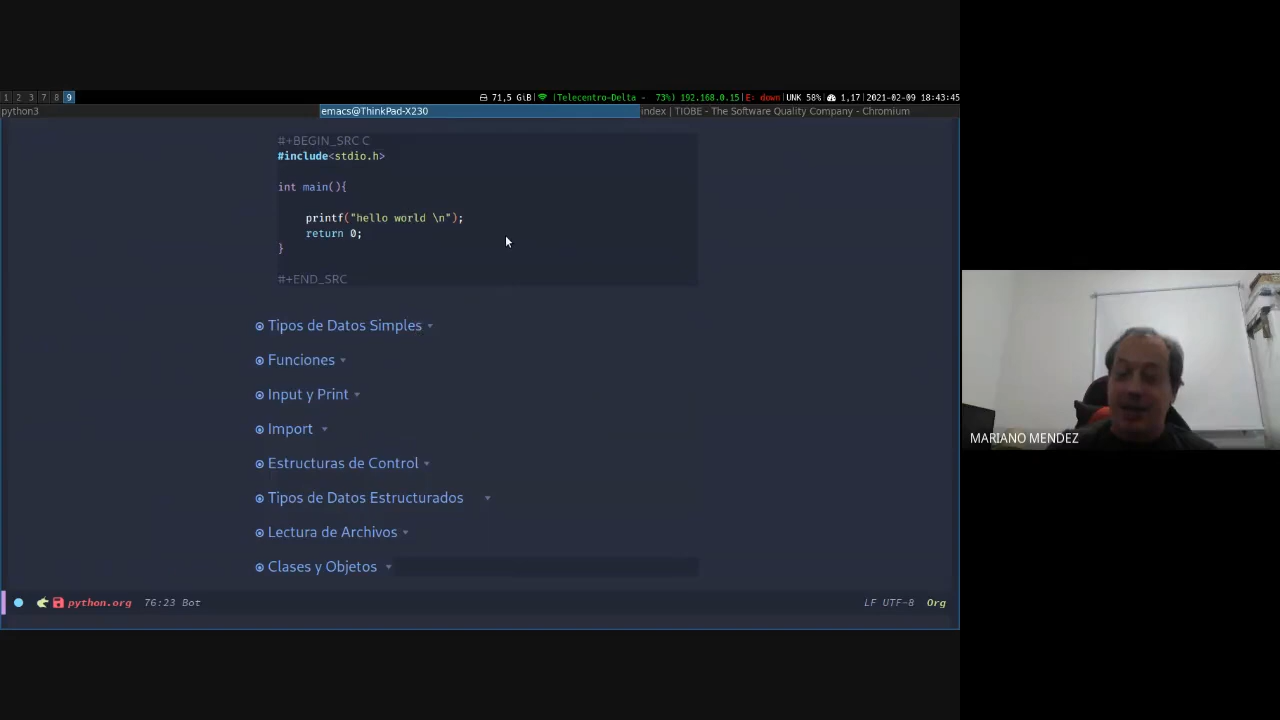 1 2 3 7 8 9
71,5 GiB| |Telecentro-Delta - 73%) 192.168.0.15|E: down|UNK 58%| 1,17|2021-02-09 18:43:45
python3 emacs@ThinkPad-X230 index | TIOBE - The Software Quality Company - Chromium
#+BEGIN_SRC C
#include<stdio.h>
int main(){
printf("hello world \n");
return 0;
}
#+END_SRC
Tipos de Datos Simples
Funciones
Input y Print
Import
Estructuras de Control
Tipos de Datos Estructurados
Lectura de Archivos
Clases y Objetos
python.org 76:23 Bot LF UTF-8 Org
MARIANO MENDEZ